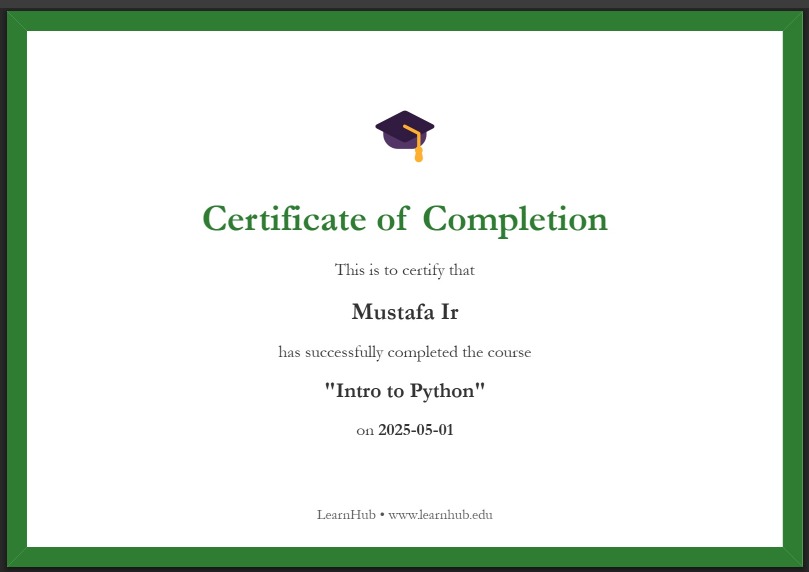 Certificate of Completion
This is to certify that
Mustafa Ir
has successfully completed the course
"Intro to Python"
on 2025-05-01
LearnHub • www.learnhub.edu